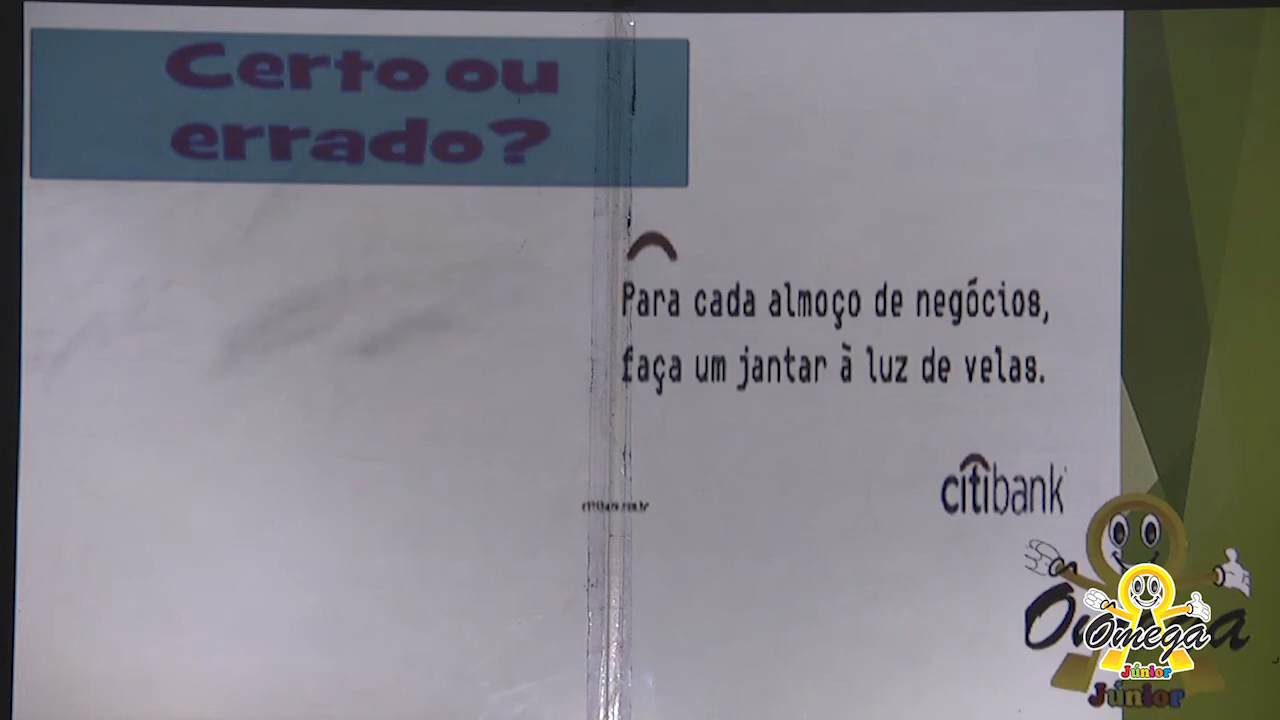 Certo ou
errado?
Para cada almoço de negócios,
faça um jantar à luz de velas.
citibank
Omega
Júnior
Júnior